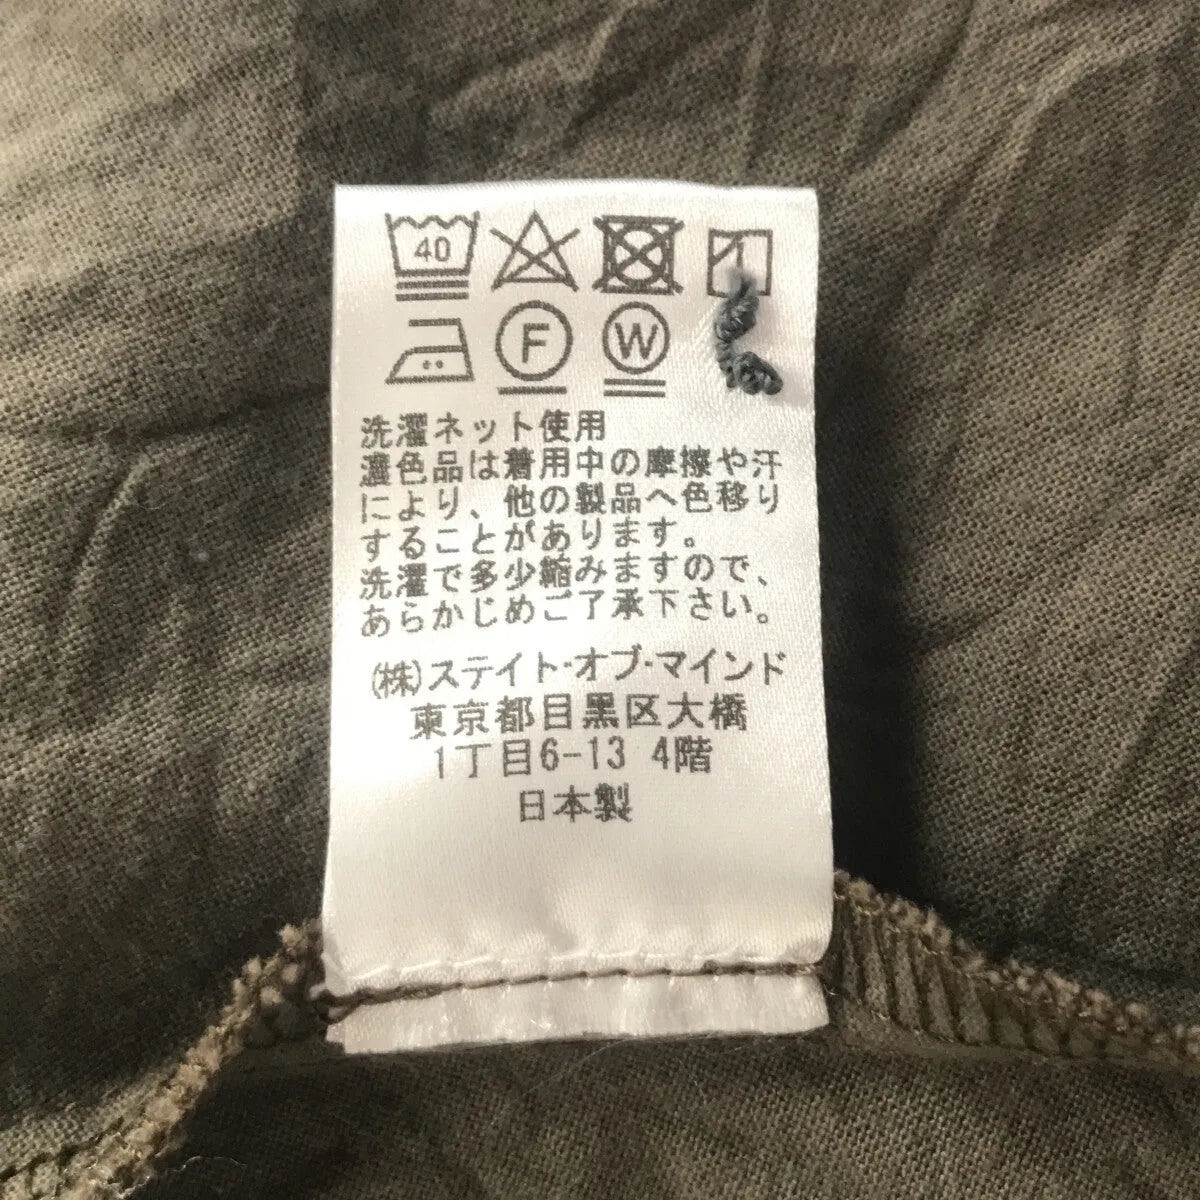 40
F W
洗濯ネット使用
濃色品は着用中の摩擦や汗
により、他の製品へ色移り
することがあります。
洗濯で多少縮みますので、
あらかじめご了承下さい。
(株)ステイト・オブ・マインド
東京都目黒区大橋
1丁目6-13 4階
日本製